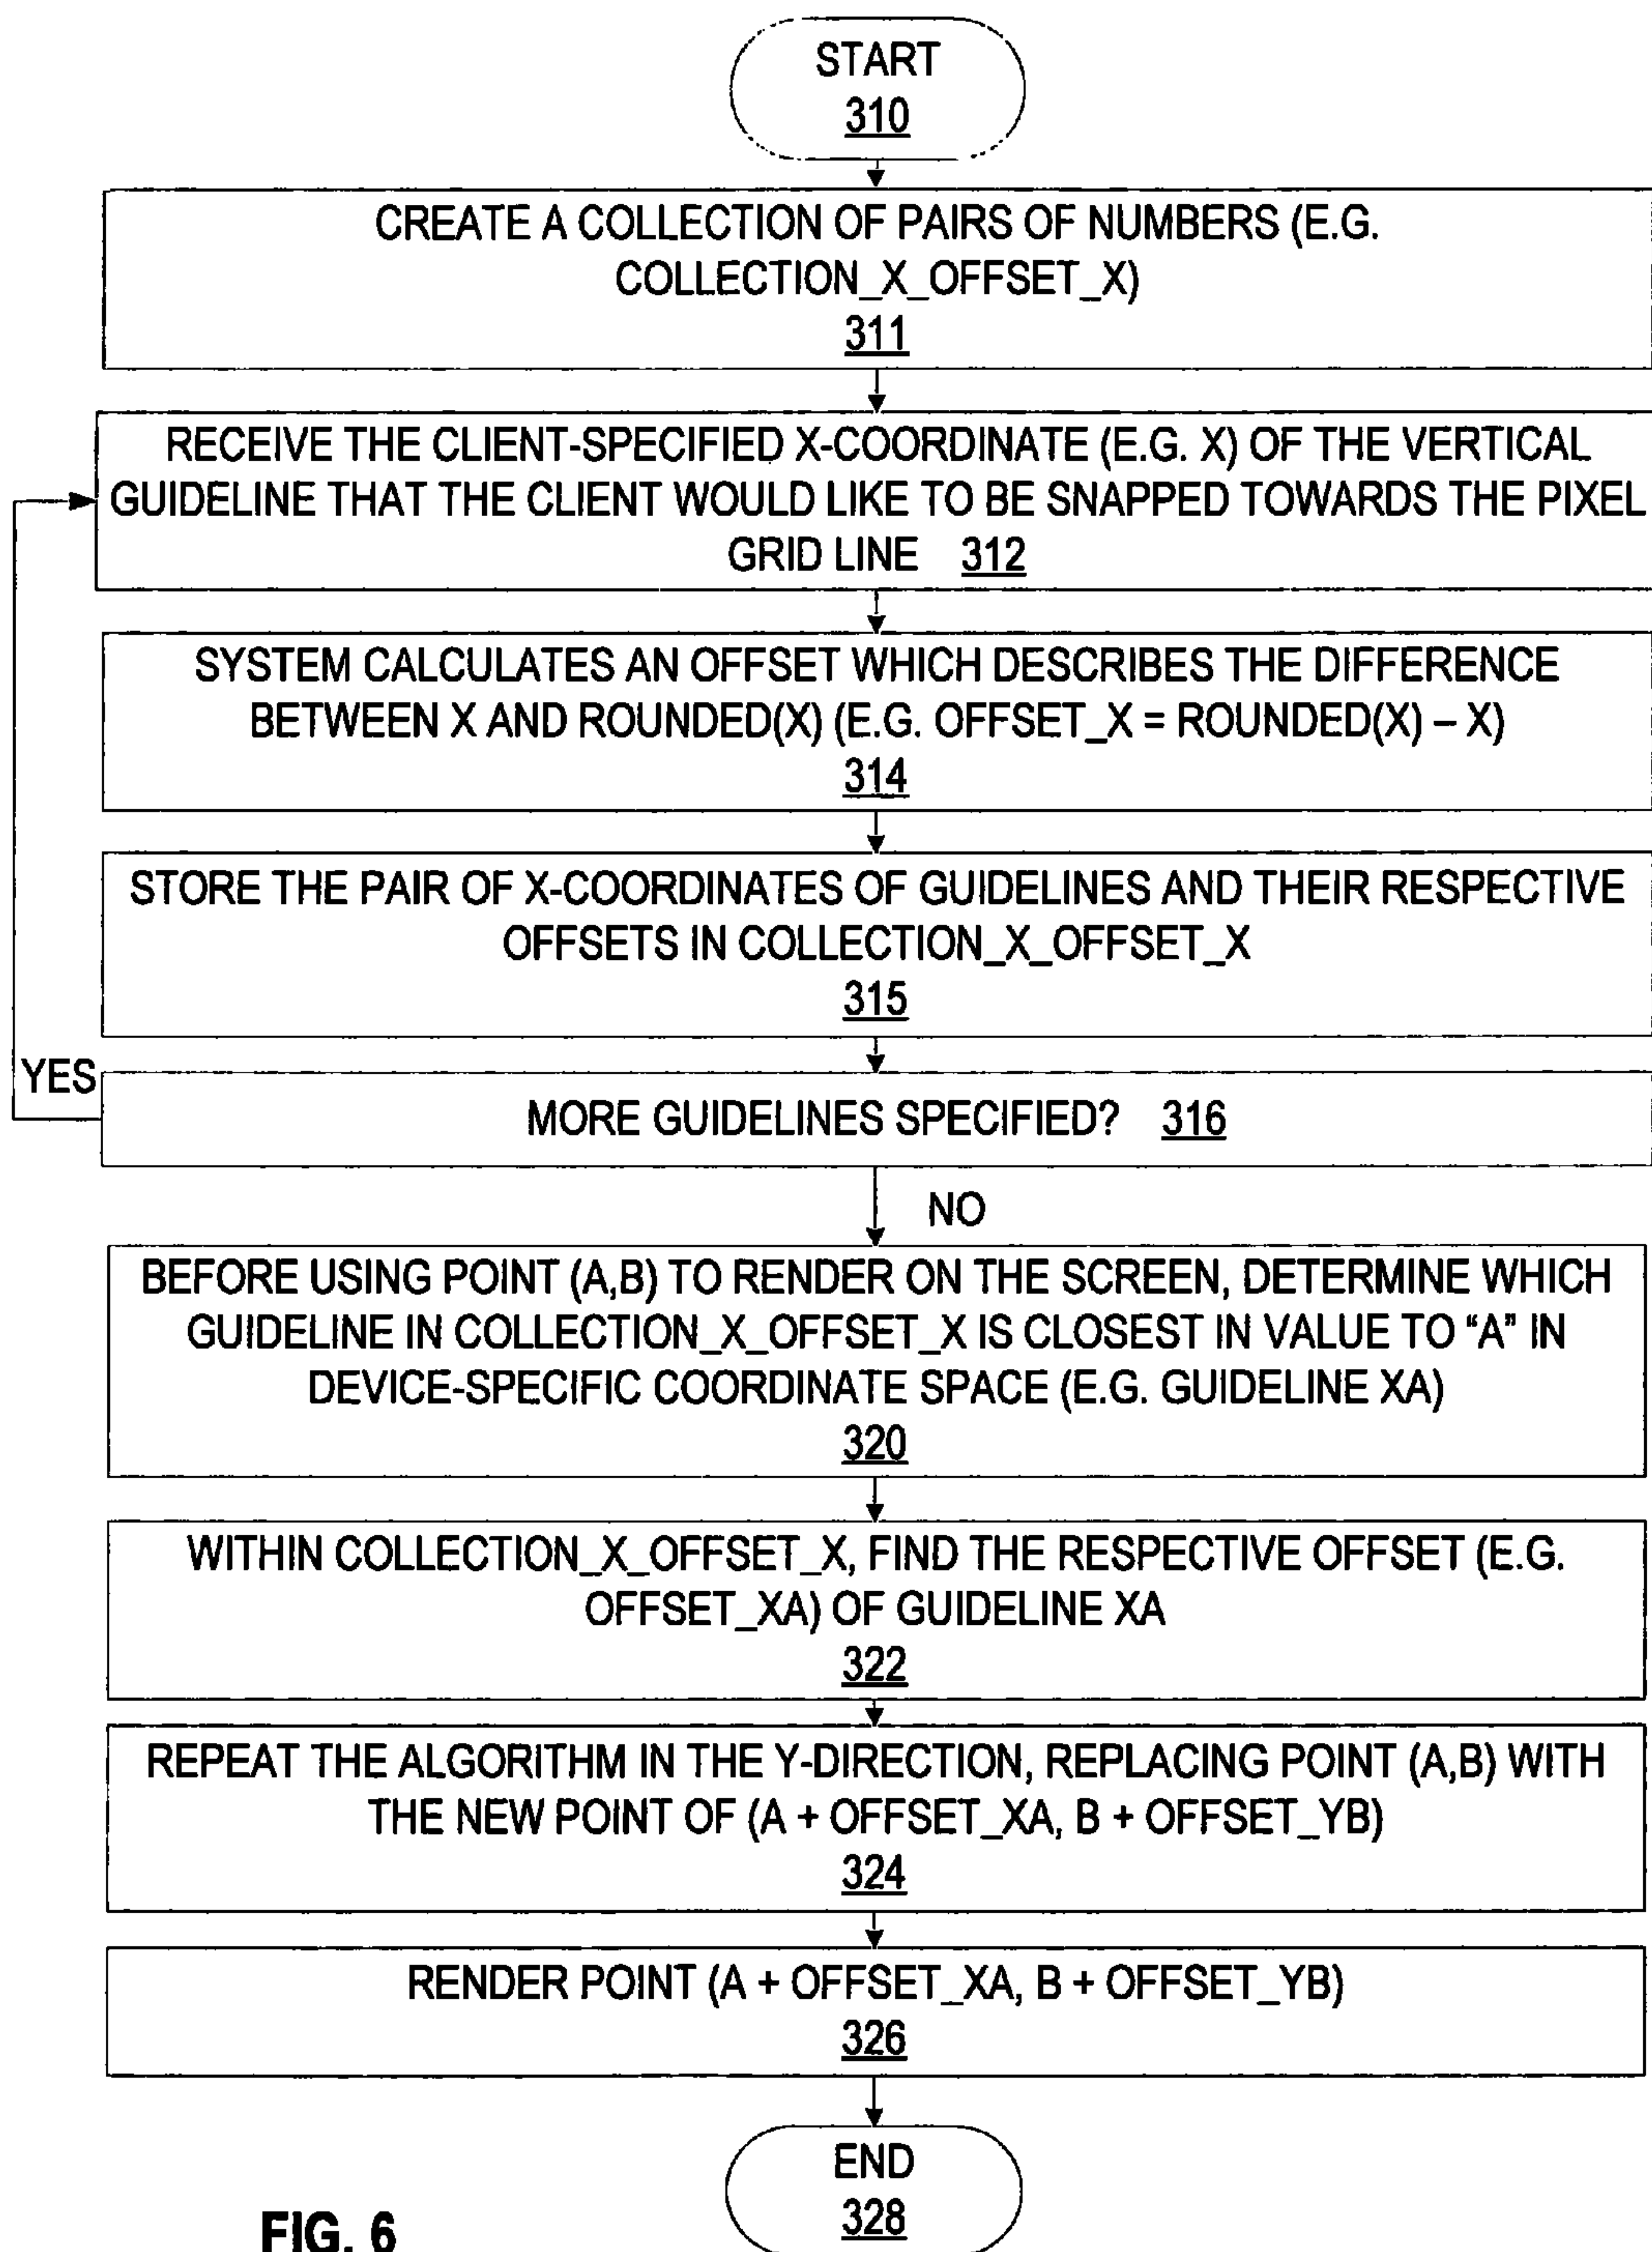 START
310
CREATE A COLLECTION OF PAIRS OF NUMBERS (E.G.
COLLECTION_X_OFFSET_X)
311
RECEIVE THE CLIENT-SPECIFIED X-COORDINATE (E.G. X) OF THE VERTICAL
GUIDELINE THAT THE CLIENT WOULD LIKE TO BE SNAPPED TOWARDS THE PIXEL
GRID LINE 312
SYSTEM CALCULATES AN OFFSET WHICH DESCRIBES THE DIFFERENCE
BETWEEN X AND ROUNDED(X) (E.G. OFFSET_X = ROUNDED(X) – X)
314
STORE THE PAIR OF X-COORDINATES OF GUIDELINES AND THEIR RESPECTIVE
OFFSETS IN COLLECTION_X_OFFSET_X
315
YES
MORE GUIDELINES SPECIFIED? 316
NO
BEFORE USING POINT (A,B) TO RENDER ON THE SCREEN, DETERMINE WHICH
GUIDELINE IN COLLECTION_X_OFFSET_X IS CLOSEST IN VALUE TO “A” IN
DEVICE-SPECIFIC COORDINATE SPACE (E.G. GUIDELINE XA)
320
WITHIN COLLECTION_X_OFFSET_X, FIND THE RESPECTIVE OFFSET (E.G.
OFFSET_XA) OF GUIDELINE XA
322
REPEAT THE ALGORITHM IN THE Y-DIRECTION, REPLACING POINT (A,B) WITH
THE NEW POINT OF (A + OFFSET_XA, B + OFFSET_YB)
324
RENDER POINT (A + OFFSET_XA, B + OFFSET_YB)
326
END
328
FIG. 6